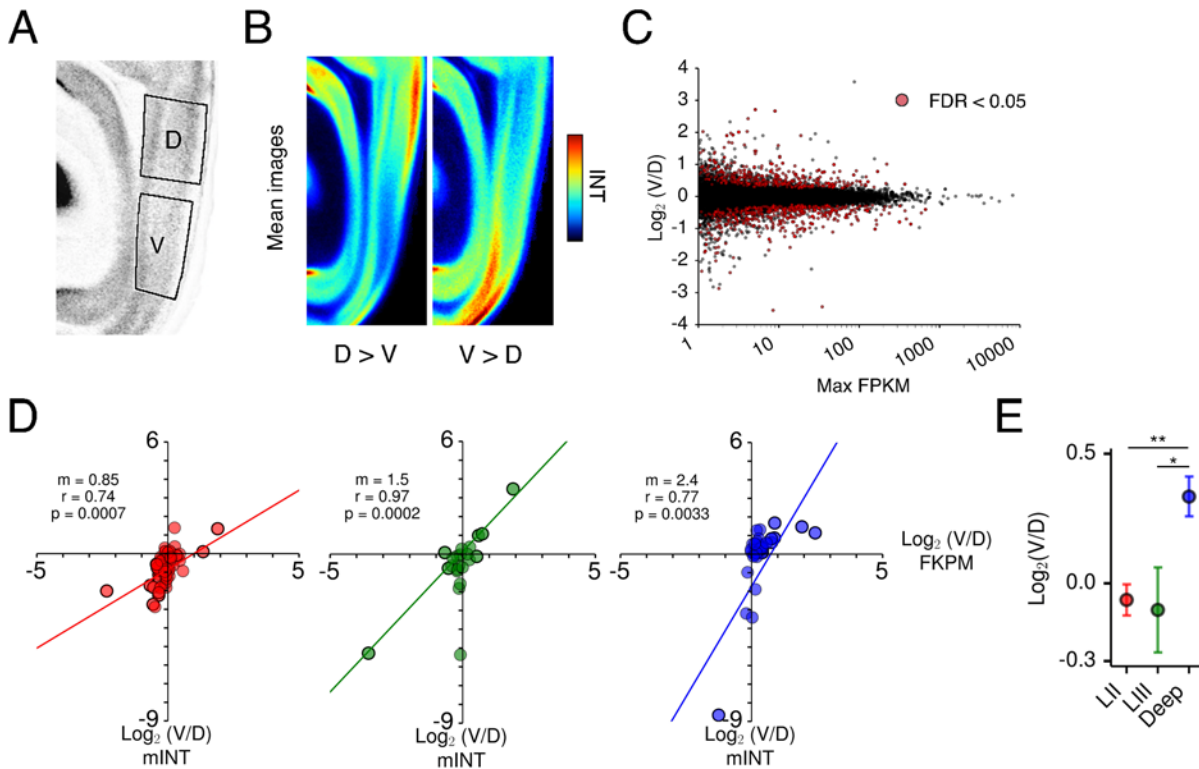 A
D
V
B
Mean images
INT
D > V
V > D
C
FDR < 0.05
Log₂ (V/D)
4
3
2
1
0
-1
-2
-3
-4
1
10
100
1000
10000
Max FPKM
D
6
m = 0.85
r = 0.74
p = 0.0007
-5
5
Log₂ (V/D)
mINT
6
m = 1.5
r = 0.97
p = 0.0002
-5
5
-9
Log₂ (V/D)
mINT
6
m = 2.4
r = 0.77
p = 0.0033
-5
5
-9
Log₂ (V/D)
mINT
Log₂ (V/D)
FKPM
-9
E
**
*
0.5
0.0
-0.3
Log₂(V/D)
LII
LIII
Deep